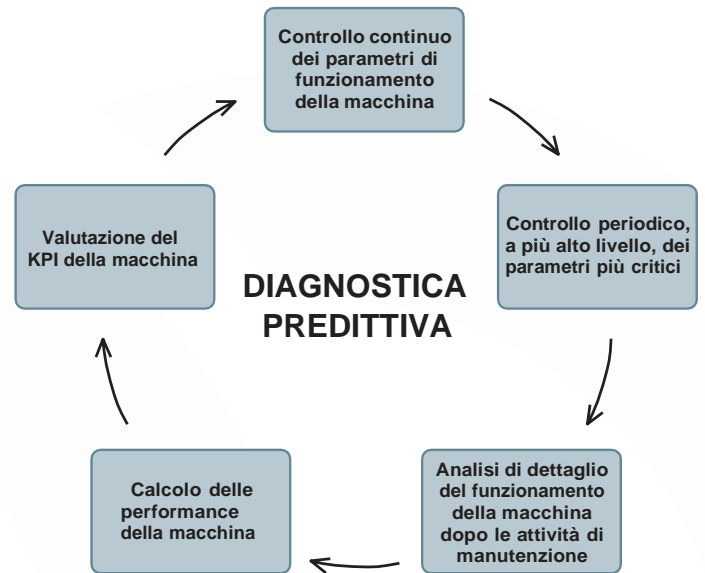 Controllo continuo
dei parametri di
funzionamento
della macchina
Controllo periodico,
a più alto livello, dei
parametri più critici
Valutazione del
KPI della macchina
DIAGNOSTICA
PREDITTIVA
Analisi di dettaglio
del funzionamento
della macchina
dopo le attività di
manutenzione
Calcolo delle
performance
della macchina